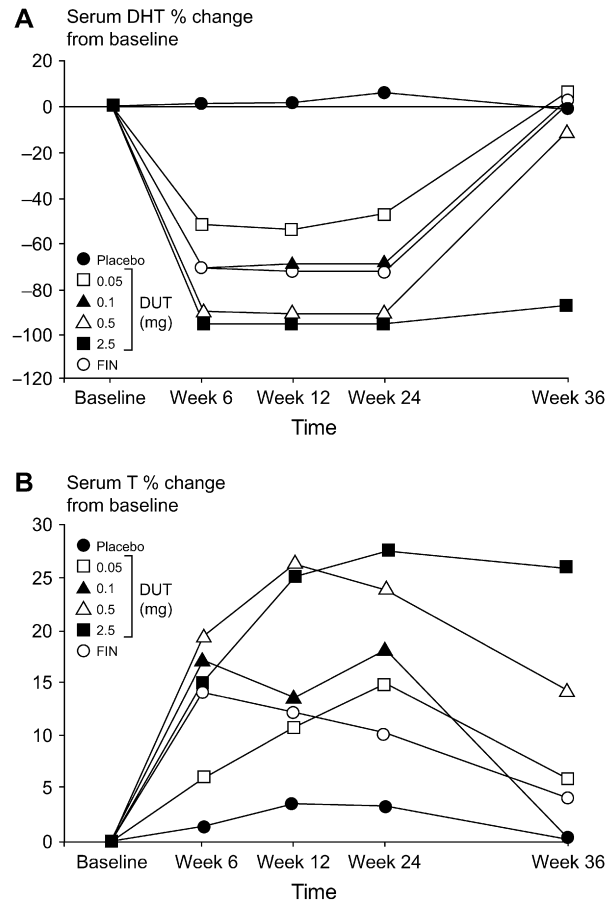 A
Serum DHT % change
from baseline
20
0
−20
−40
−60
−80
−100
−120
Placebo
0.05
0.1
0.5
2.5
FIN
DUT
(mg)
Baseline
Week 6
Week 12
Week 24
Week 36
Time
B
Serum T % change
from baseline
30
25
20
15
10
5
0
Placebo
0.05
0.1
0.5
2.5
FIN
DUT
(mg)
Baseline
Week 6
Week 12
Week 24
Week 36
Time